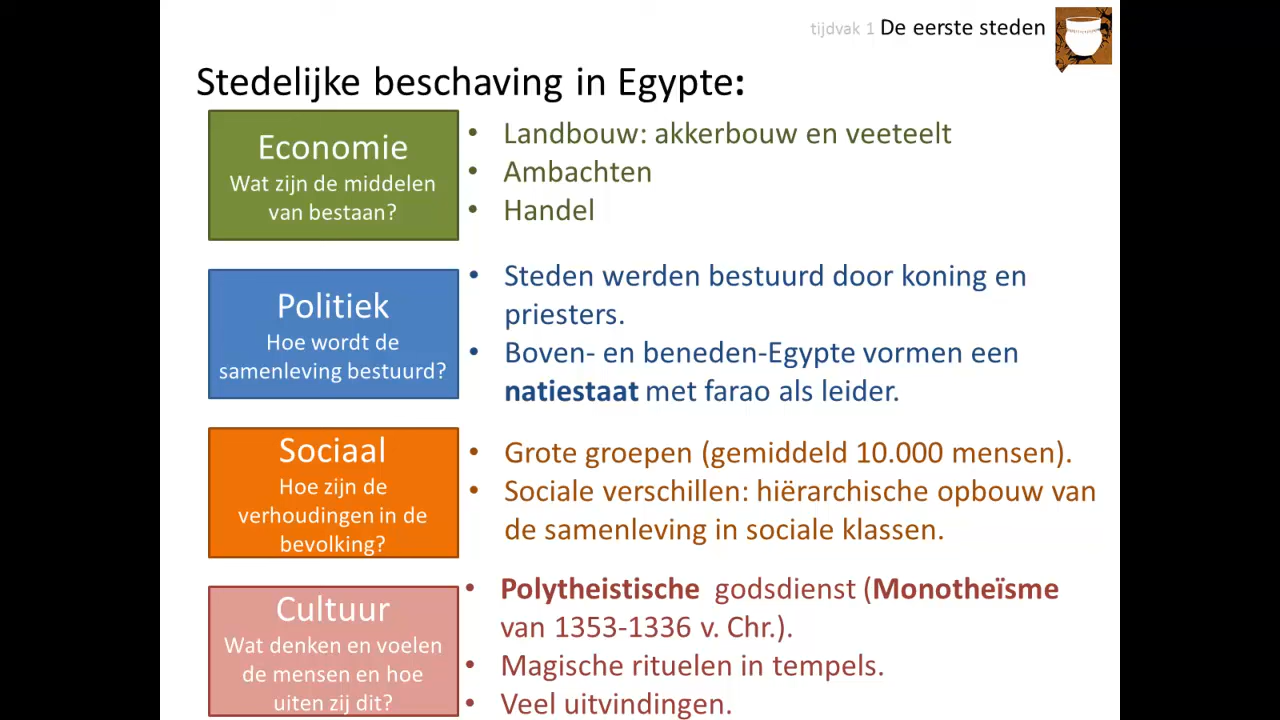 tijdvak 1 De eerste steden
Stedelijke beschaving in Egypte:
Economie
Wat zijn de middelen
van bestaan?
• Landbouw: akkerbouw en veeteelt
• Ambachten
• Handel
Politiek
Hoe wordt de
samenleving bestuurd?
• Steden werden bestuurd door koning en
priesters.
• Boven- en beneden-Egypte vormen een
natiestaat met farao als leider.
Sociaal
Hoe zijn de
verhoudingen in de
bevolking?
• Grote groepen (gemiddeld 10.000 mensen).
• Sociale verschillen: hiërarchische opbouw van
de samenleving in sociale klassen.
Cultuur
Wat denken en voelen
de mensen en hoe
uiten zij dit?
• Polytheistische godsdienst (Monotheïsme
van 1353-1336 v. Chr.).
• Magische rituelen in tempels.
• Veel uitvindingen.